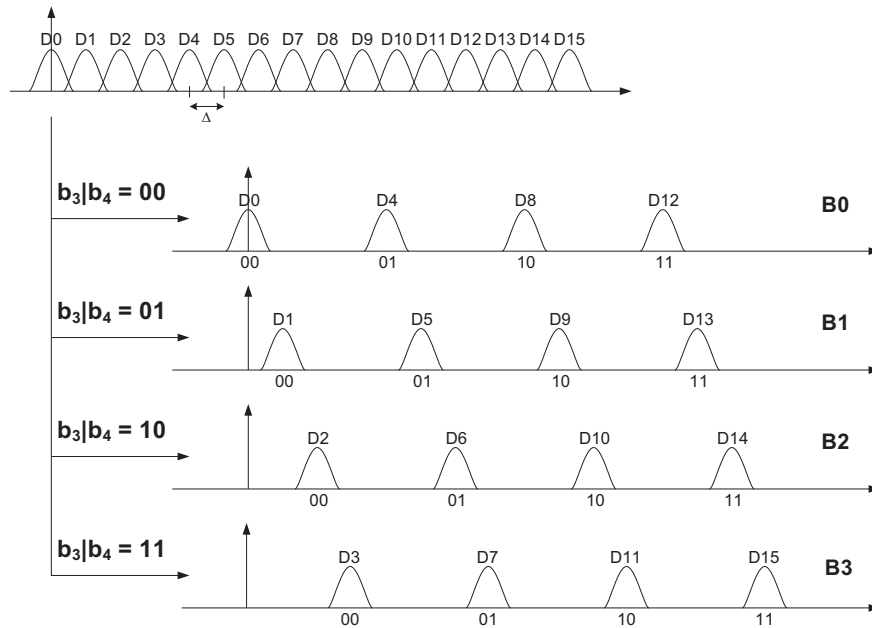 D0 D1 D2 D3 D4 D5 D6 D7 D8 D9 D10 D11 D12 D13 D14 D15
Δ
b₃|b₄ = 00
D0 D4 D8 D12
B0
00 01 10 11
b₃|b₄ = 01
D1 D5 D9 D13
B1
00 01 10 11
b₃|b₄ = 10
D2 D6 D10 D14
B2
00 01 10 11
b₃|b₄ = 11
D3 D7 D11 D15
B3
00 01 10 11